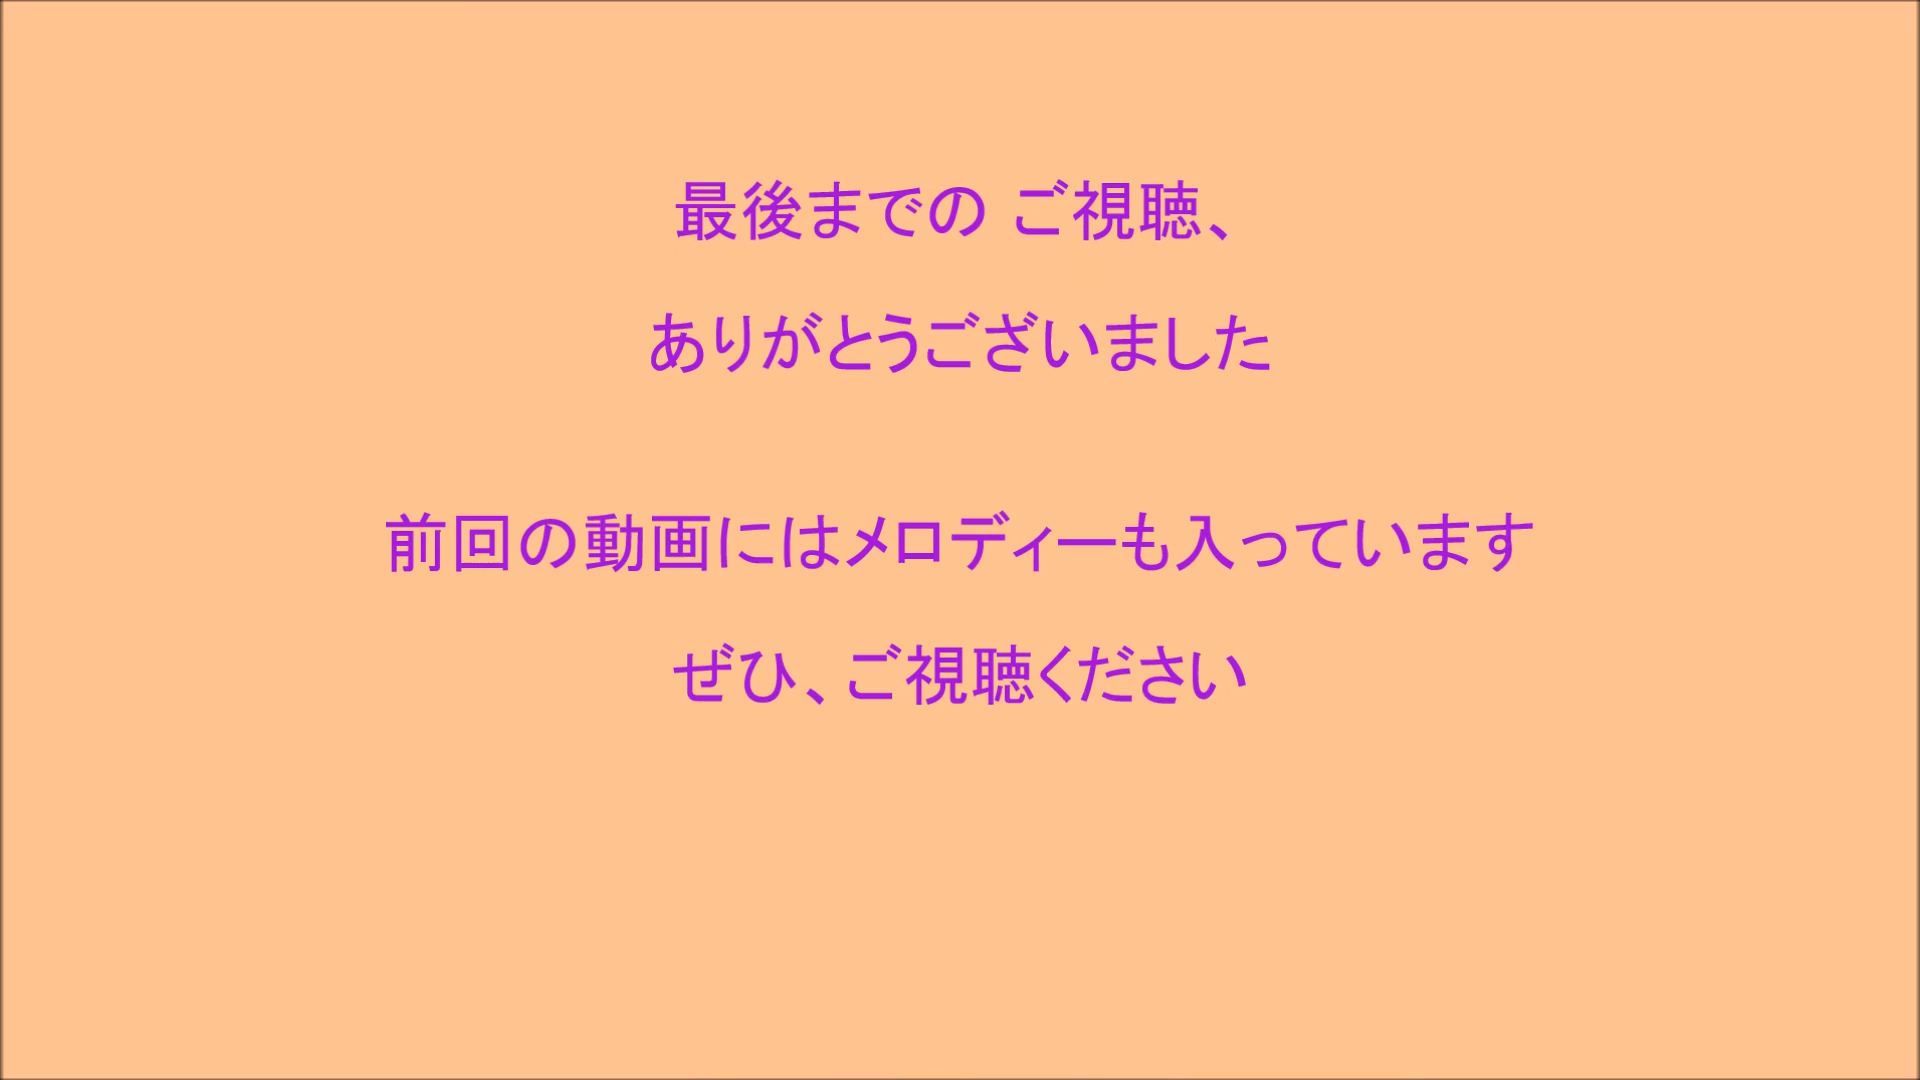 最後までの ご視聴、
ありがとうございました
前回の動画にはメロディーも入っています
ぜひ、ご視聴ください